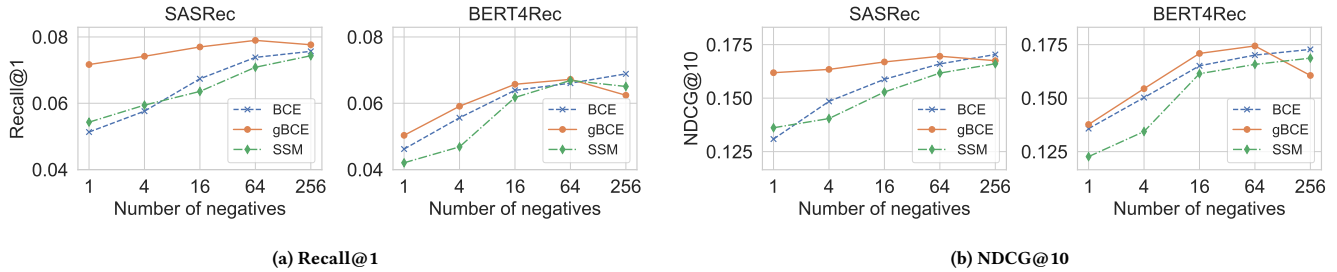 SASRec
BERT4Rec
SASRec
BERT4Rec
Recall@1
0.08
0.06
0.04
BCE
gBCE
SSM
1 4 16 64 256
Number of negatives
0.08
0.06
0.04
BCE
gBCE
SSM
1 4 16 64 256
Number of negatives
NDCG@10
0.175
0.150
0.125
BCE
gBCE
SSM
1 4 16 64 256
Number of negatives
0.175
0.150
0.125
BCE
gBCE
SSM
1 4 16 64 256
Number of negatives
(a) Recall@1
(b) NDCG@10